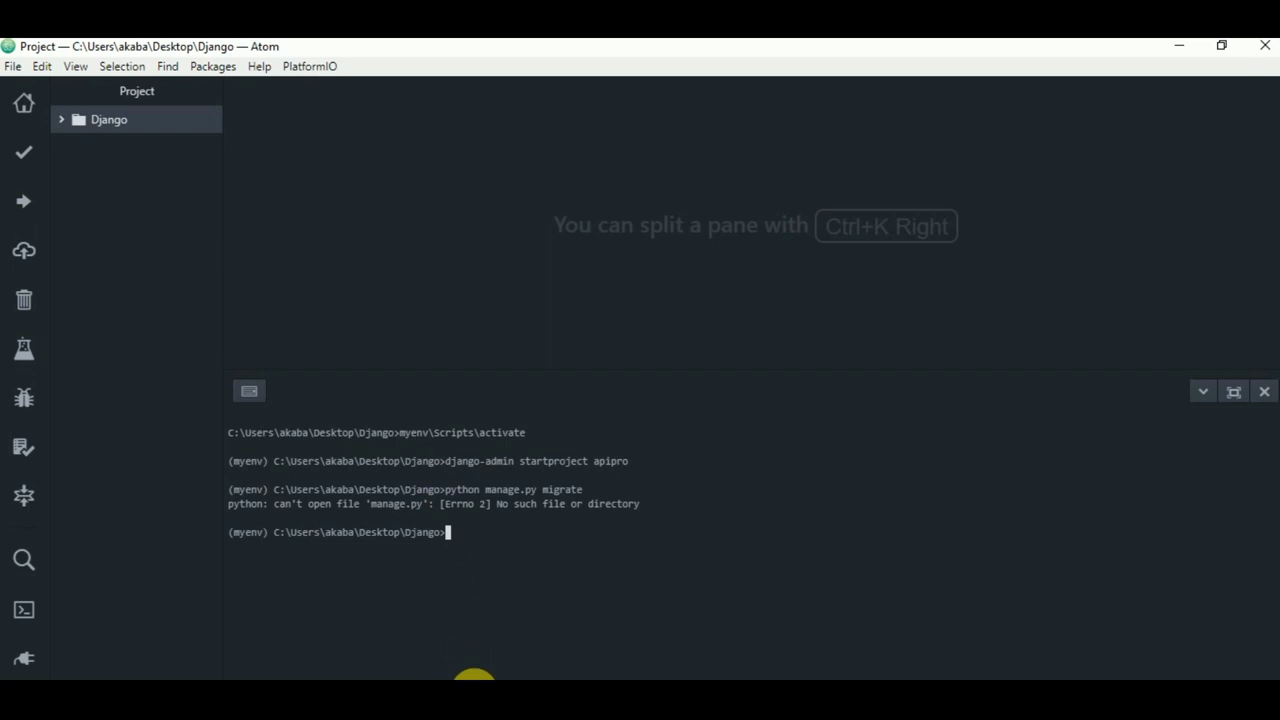 Project — C:\Users\akaba\Desktop\Django — Atom
File Edit View Selection Find Packages Help PlatformIO
Project
Django
You can split a pane with Ctrl+K Right
C:\Users\akaba\Desktop\Django>myenv\Scripts\activate
(myenv) C:\Users\akaba\Desktop\Django>django-admin startproject apipro
(myenv) C:\Users\akaba\Desktop\Django>python manage.py migrate
python: can't open file 'manage.py': [Errno 2] No such file or directory
(myenv) C:\Users\akaba\Desktop\Django>